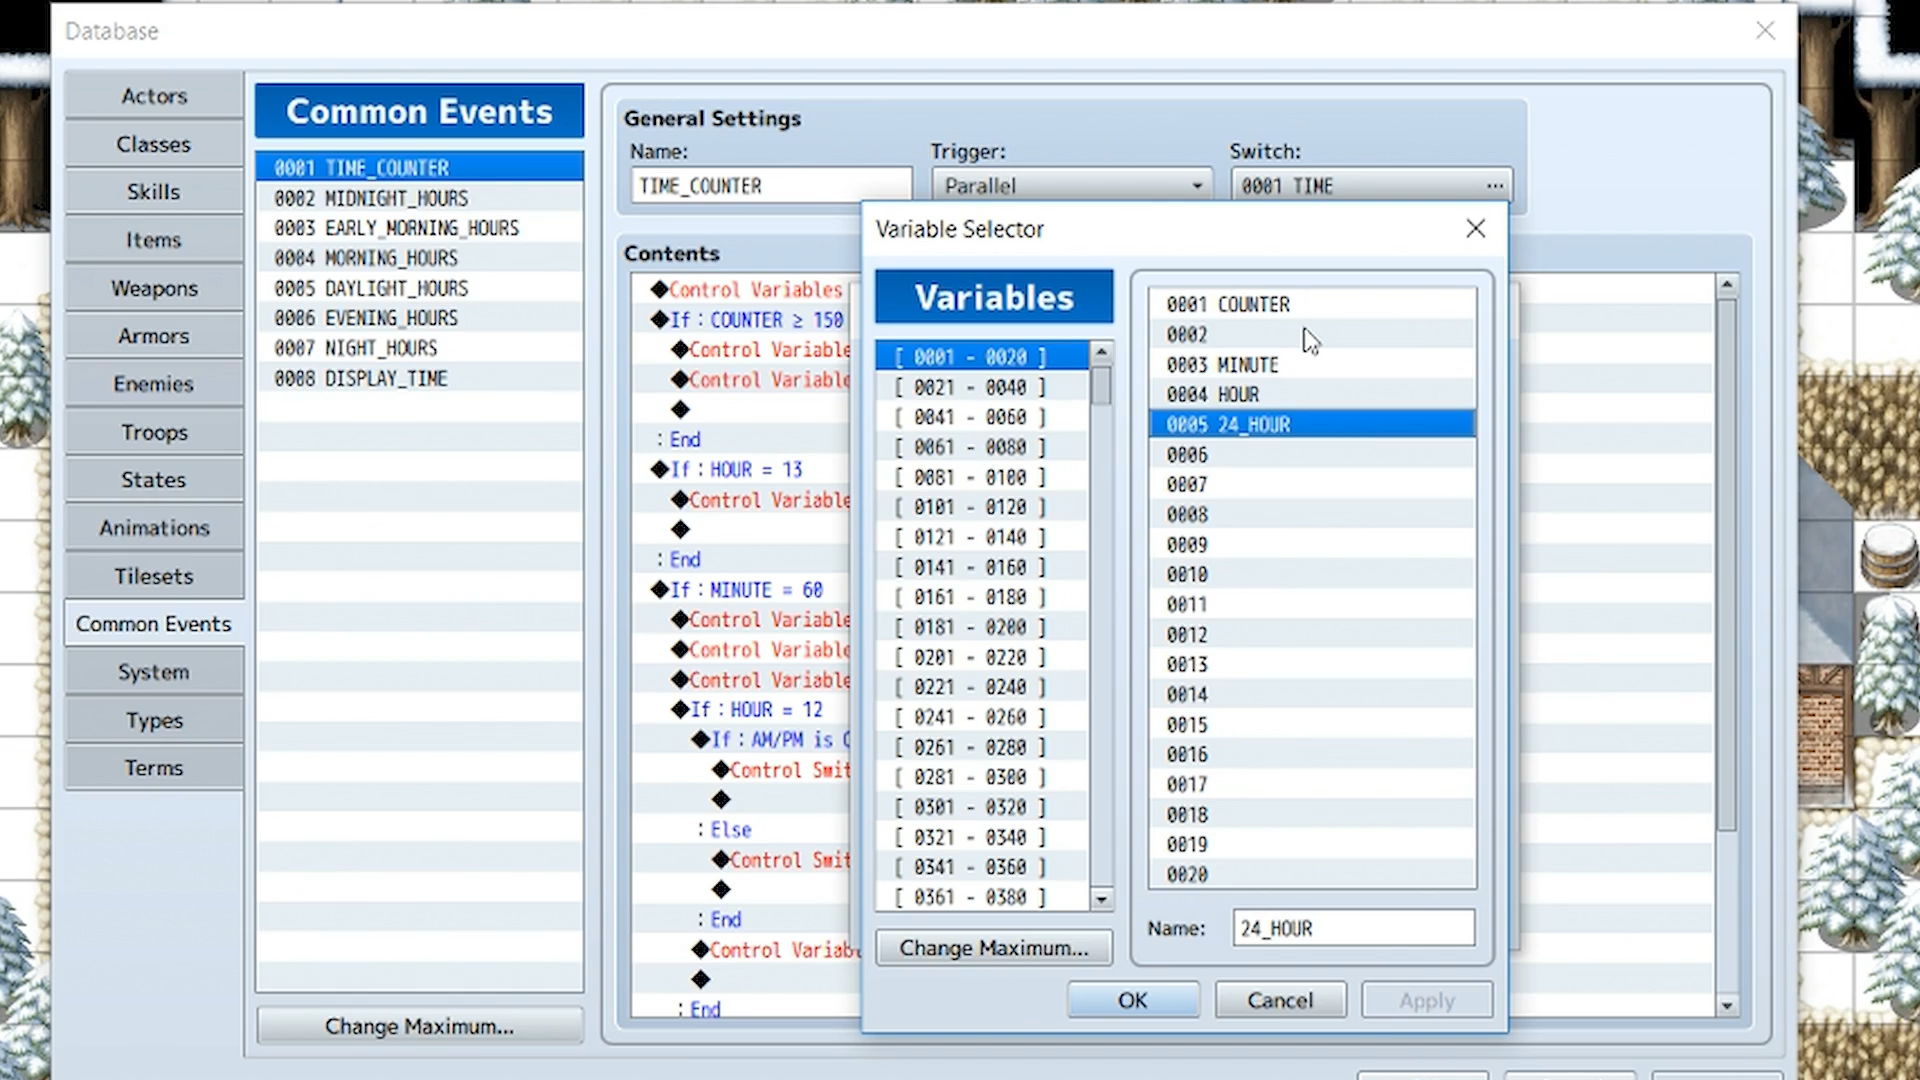 Database
Actors
Classes
Skills
Items
Weapons
Armors
Enemies
Troops
States
Animations
Tilesets
Common Events
System
Types
Terms
Common Events
0001 TIME_COUNTER
0002 MIDNIGHT_HOURS
0003 EARLY_MORNING_HOURS
0004 MORNING_HOURS
0005 DAYLIGHT_HOURS
0006 EVENING_HOURS
0007 NIGHT_HOURS
0008 DISPLAY_TIME
Change Maximum...
General Settings
Name:
TIME_COUNTER
Trigger:
Parallel
Switch:
0001 TIME ...
Contents
◆Control Variables
◆If : COUNTER ≥ 150
◆Control Variable
◆Control Variable
◆
: End
◆If : HOUR = 13
◆Control Variable
◆
: End
◆If : MINUTE = 60
◆Control Variable
◆Control Variable
◆Control Variable
◆If : HOUR = 12
◆If : AM/PM is
◆Control Swit
◆
: Else
◆Control Swit
◆
: End
◆Control Variab
◆
: End
Variable Selector
Variables
[ 0001 - 0020 ]
[ 0021 - 0040 ]
[ 0041 - 0060 ]
[ 0061 - 0080 ]
[ 0081 - 0100 ]
[ 0101 - 0120 ]
[ 0121 - 0140 ]
[ 0141 - 0160 ]
[ 0161 - 0180 ]
[ 0181 - 0200 ]
[ 0201 - 0220 ]
[ 0221 - 0240 ]
[ 0241 - 0260 ]
[ 0261 - 0280 ]
[ 0281 - 0300 ]
[ 0301 - 0320 ]
[ 0321 - 0340 ]
[ 0341 - 0360 ]
[ 0361 - 0380 ]
Change Maximum...
0001 COUNTER
0002
0003 MINUTE
0004 HOUR
0005 24_HOUR
0006
0007
0008
0009
0010
0011
0012
0013
0014
0015
0016
0017
0018
0019
0020
Name:
24_HOUR
OK
Cancel
Apply